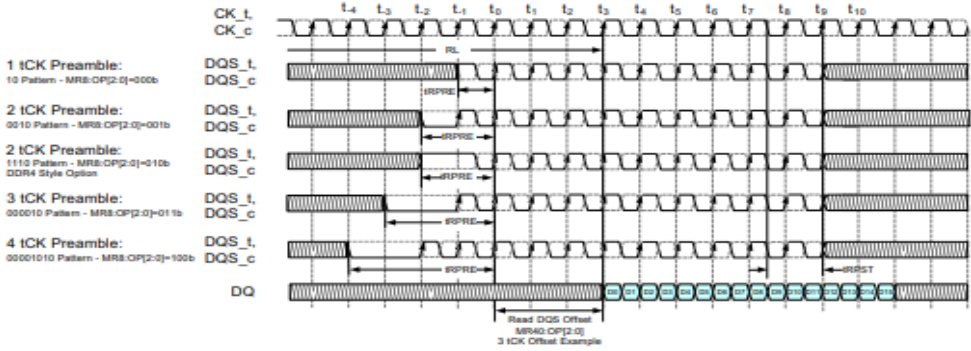 t-4 t-3 t-2 t-1 t0 t1 t2 t3 t4 t5 t6 t7 t8 t9 t10
CK_t,
CK_c
RL
1 tCK Preamble:
10 Pattern - MR8:OP[2:0]=000b
DQS_t,
DQS_c
tRPRE
2 tCK Preamble:
0010 Pattern - MR8:OP[2:0]=001b
DQS_t,
DQS_c
tRPRE
2 tCK Preamble:
1110 Pattern - MR8:OP[2:0]=010b
DDR4 Style Option
DQS_t,
DQS_c
tRPRE
3 tCK Preamble:
000010 Pattern - MR8:OP[2:0]=011b
DQS_t,
DQS_c
tRPRE
4 tCK Preamble:
00001010 Pattern - MR8:OP[2:0]=100b
DQS_t,
DQS_c
tRPRE tRPST
DQ D0 D1 D2 D3 D4 D5 D6 D7 D8 D9 D10 D11 D12 D13 D14 D15
Read DQS Offset
MR40:OP[2:0]
3 tCK Offset Example